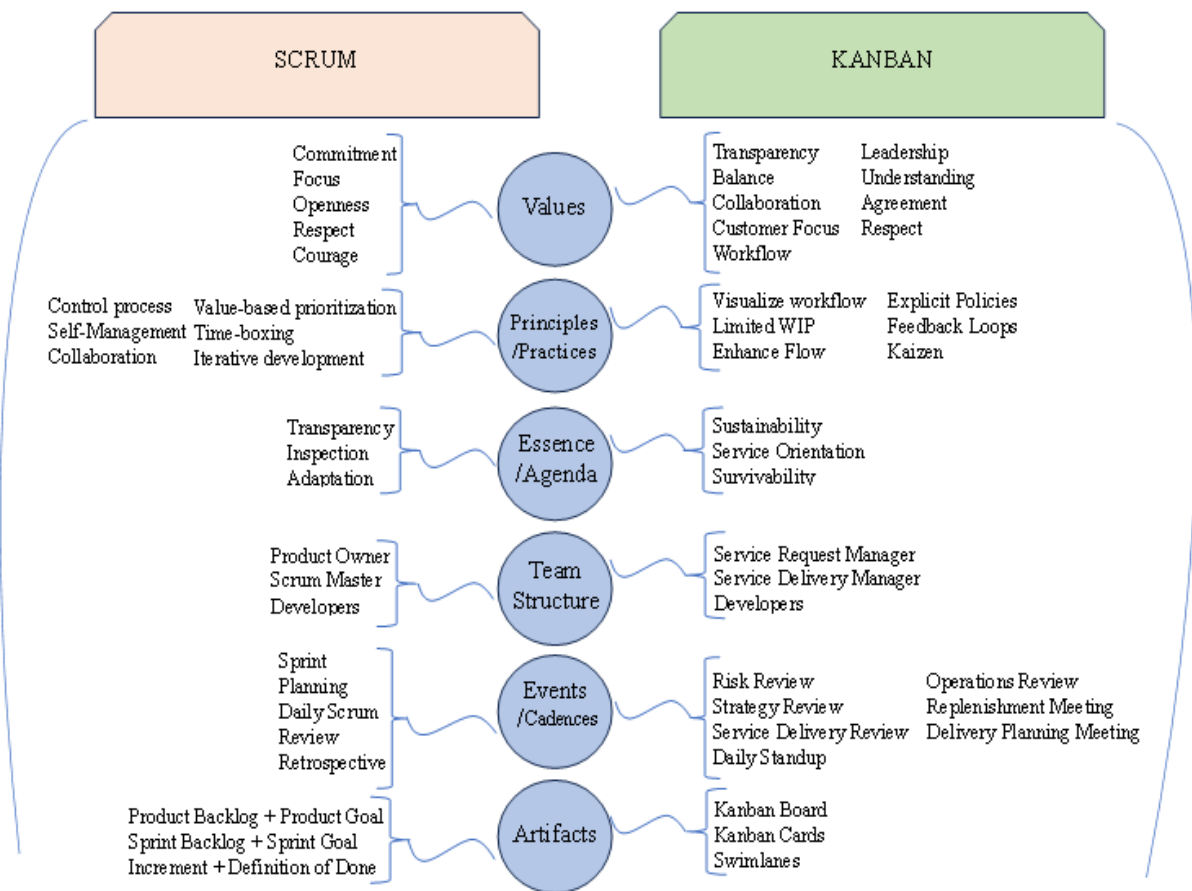 SCRUM
KANBAN
Commitment
Focus
Openness
Respect
Courage
Values
Transparency Leadership
Balance Understanding
Collaboration Agreement
Customer Focus Respect
Workflow
Control process Value-based prioritization
Self-Management Time-boxing
Collaboration Iterative development
Principles
/Practices
Visualize workflow Explicit Policies
Limited WIP Feedback Loops
Enhance Flow Kaizen
Transparency
Inspection
Adaptation
Essence
/Agenda
Sustainability
Service Orientation
Survivability
Product Owner
Scrum Master
Developers
Team
Structure
Service Request Manager
Service Delivery Manager
Developers
Sprint
Planning
Daily Scrum
Review
Retrospective
Events
/Cadences
Risk Review Operations Review
Strategy Review Replenishment Meeting
Service Delivery Review Delivery Planning Meeting
Daily Standup
Product Backlog + Product Goal
Sprint Backlog + Sprint Goal
Increment + Definition of Done
Artifacts
Kanban Board
Kanban Cards
Swimlanes